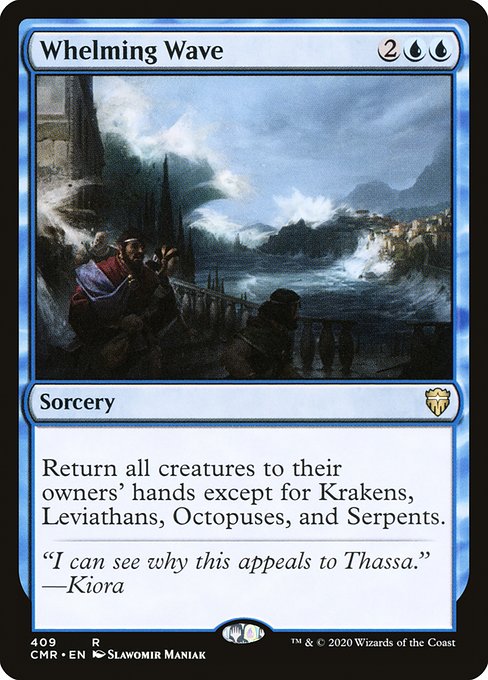 Whelming Wave 2
Sorcery
Return all creatures to their
owners’ hands except for Krakens,
Leviathans, Octopuses, and Serpents.
“I can see why this appeals to Thassa.”
—Kiora
409 R
CMR • EN Slawomir Maniak
™ & © 2020 Wizards of the Coast